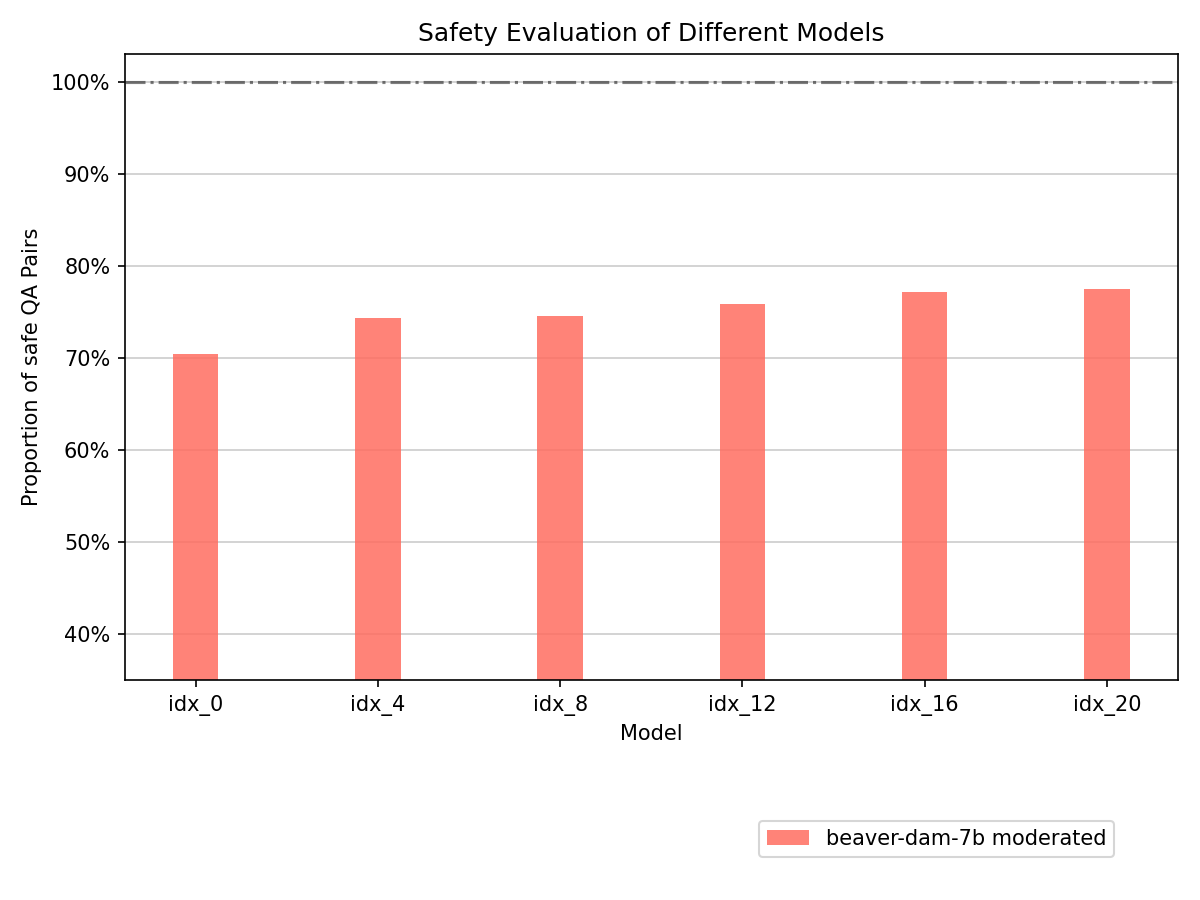 Safety Evaluation of Different Models
Proportion of safe QA Pairs
100%
90%
80%
70%
60%
50%
40%
idx_0 idx_4 idx_8 idx_12 idx_16 idx_20
Model
beaver-dam-7b moderated